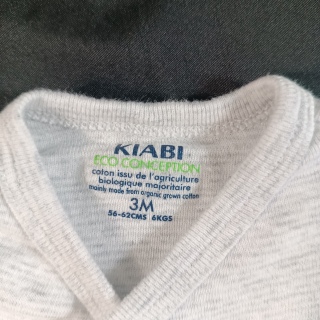 KIABI
ECO CONCEPTION
coton issu de l'agriculture
biologique majoritaire
mainly made from organic grown cotton
3M
56-62CMS 6KGS